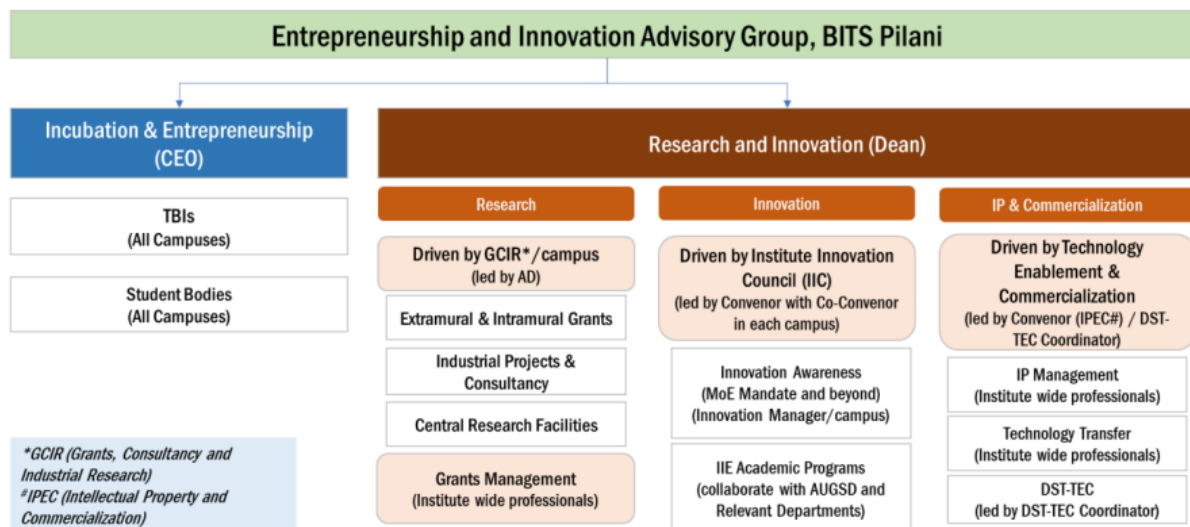 Entrepreneurship and Innovation Advisory Group, BITS Pilani
Incubation & Entrepreneurship
(CEO)
TBIs
(All Campuses)
Student Bodies
(All Campuses)
*GCIR (Grants, Consultancy and
Industrial Research)
#IPEC (Intellectual Property and
Commercialization)
Research and Innovation (Dean)
Research
Driven by GCIR*/campus
(led by AD)
Extramural & Intramural Grants
Industrial Projects &
Consultancy
Central Research Facilities
Grants Management
(Institute wide professionals)
Innovation
Driven by Institute Innovation
Council (IIC)
(led by Convenor with Co-Convenor
in each campus)
Innovation Awareness
(MoE Mandate and beyond)
(Innovation Manager/campus)
IIE Academic Programs
(collaborate with AUGSD and
Relevant Departments)
IP & Commercialization
Driven by Technology
Enablement &
Commercialization
(led by Convenor (IPEC#) / DST-
TEC Coordinator)
IP Management
(Institute wide professionals)
Technology Transfer
(Institute wide professionals)
DST-TEC
(led by DST-TEC Coordinator)